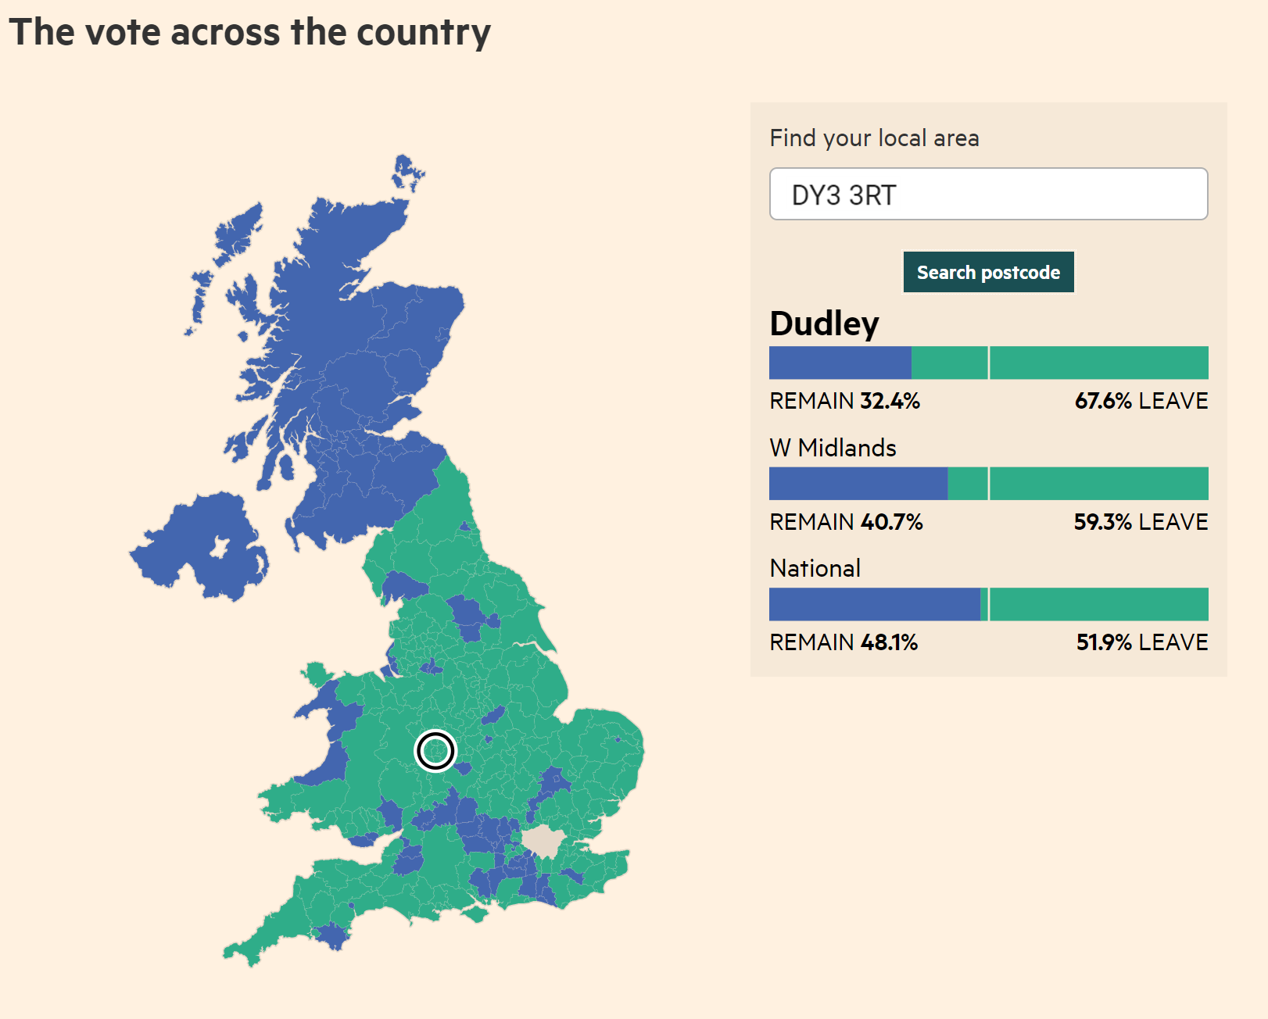 The vote across the country
Find your local area
DY3 3RT
Search postcode
Dudley
REMAIN 32.4% 67.6% LEAVE
W Midlands
REMAIN 40.7% 59.3% LEAVE
National
REMAIN 48.1% 51.9% LEAVE